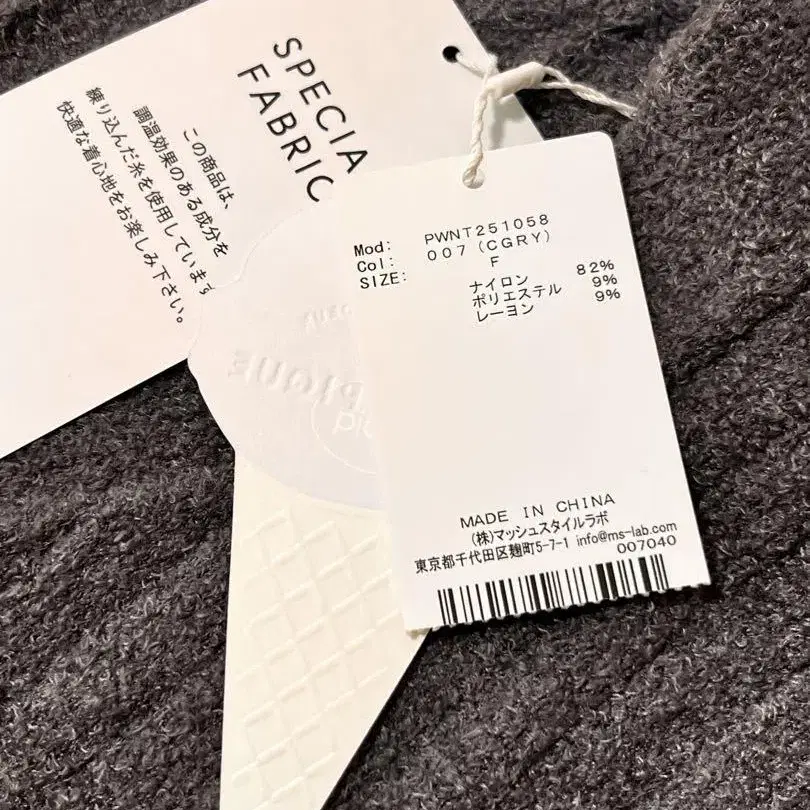 SPECIAL
FABRIC
この商品は、
調温効果のある成分を
練り込んだ糸を使用しています
快適な着心地をお楽しみ下さい。
PIQUE
Mod: PWNT251058
Col: 007(CGRY)
SIZE: F
ナイロン 82%
ポリエステル 9%
レーヨン 9%
MADE IN CHINA
(株)マッシュスタイルラボ
東京都千代田区麹町5-7-1 info@ms-lab.com
007040